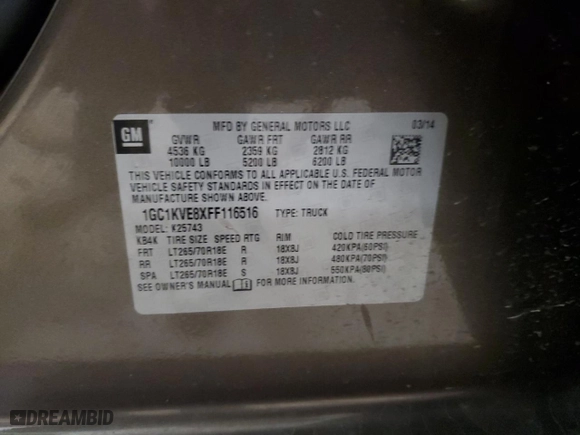 GM
MFD BY GENERAL MOTORS LLC 03/14
GVWR GAWR FRT GAWR RR
4536 KG 2359 KG 2812 KG
10000 LB 5200 LB 6200 LB
THIS VEHICLE CONFORMS TO ALL APPLICABLE U.S. FEDERAL MOTOR
VEHICLE SAFETY STANDARDS IN EFFECT ON THE DATE OF
MANUFACTURE SHOWN ABOVE.
1GC1KVE8XFF116516 TYPE: TRUCK
MODEL: K25743
KB4K TIRE SIZE SPEED RTG RIM COLD TIRE PRESSURE
FRT LT265/70R18E R 18X8J 420KPA(60PSI)
RR LT265/70R18E R 18X8J 480KPA(70PSI)
SPA LT265/70R18E S 18X8J 550KPA(80PSI)
SEE OWNER'S MANUAL FOR MORE INFORMATION.
DREAMBID